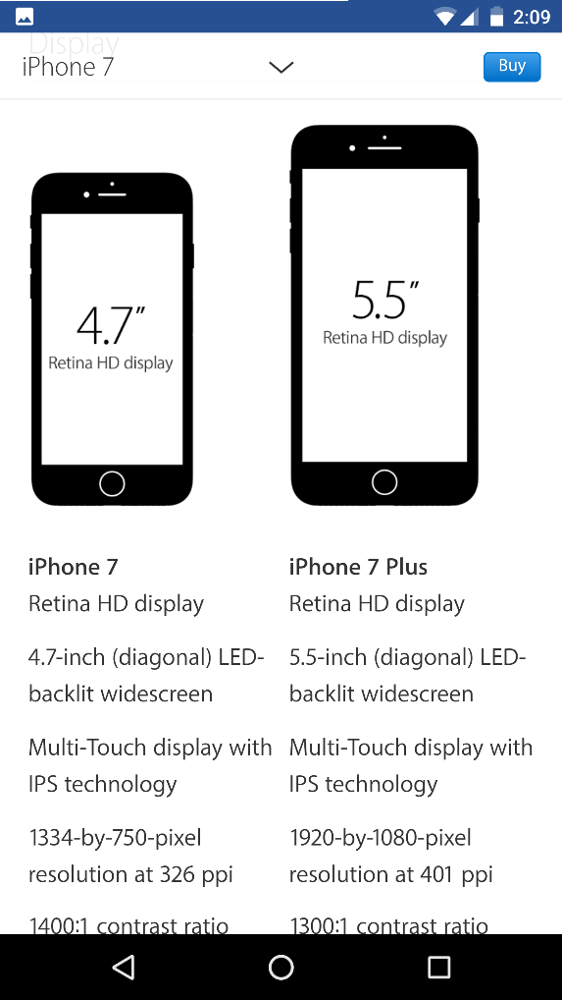 2:09
Display
iPhone 7
Buy
4.7″
Retina HD display
5.5″
Retina HD display
iPhone 7
Retina HD display
4.7-inch (diagonal) LED-
backlit widescreen
Multi-Touch display with
IPS technology
1334-by-750-pixel
resolution at 326 ppi
1400:1 contrast ratio
iPhone 7 Plus
Retina HD display
5.5-inch (diagonal) LED-
backlit widescreen
Multi-Touch display with
IPS technology
1920-by-1080-pixel
resolution at 401 ppi
1300:1 contrast ratio